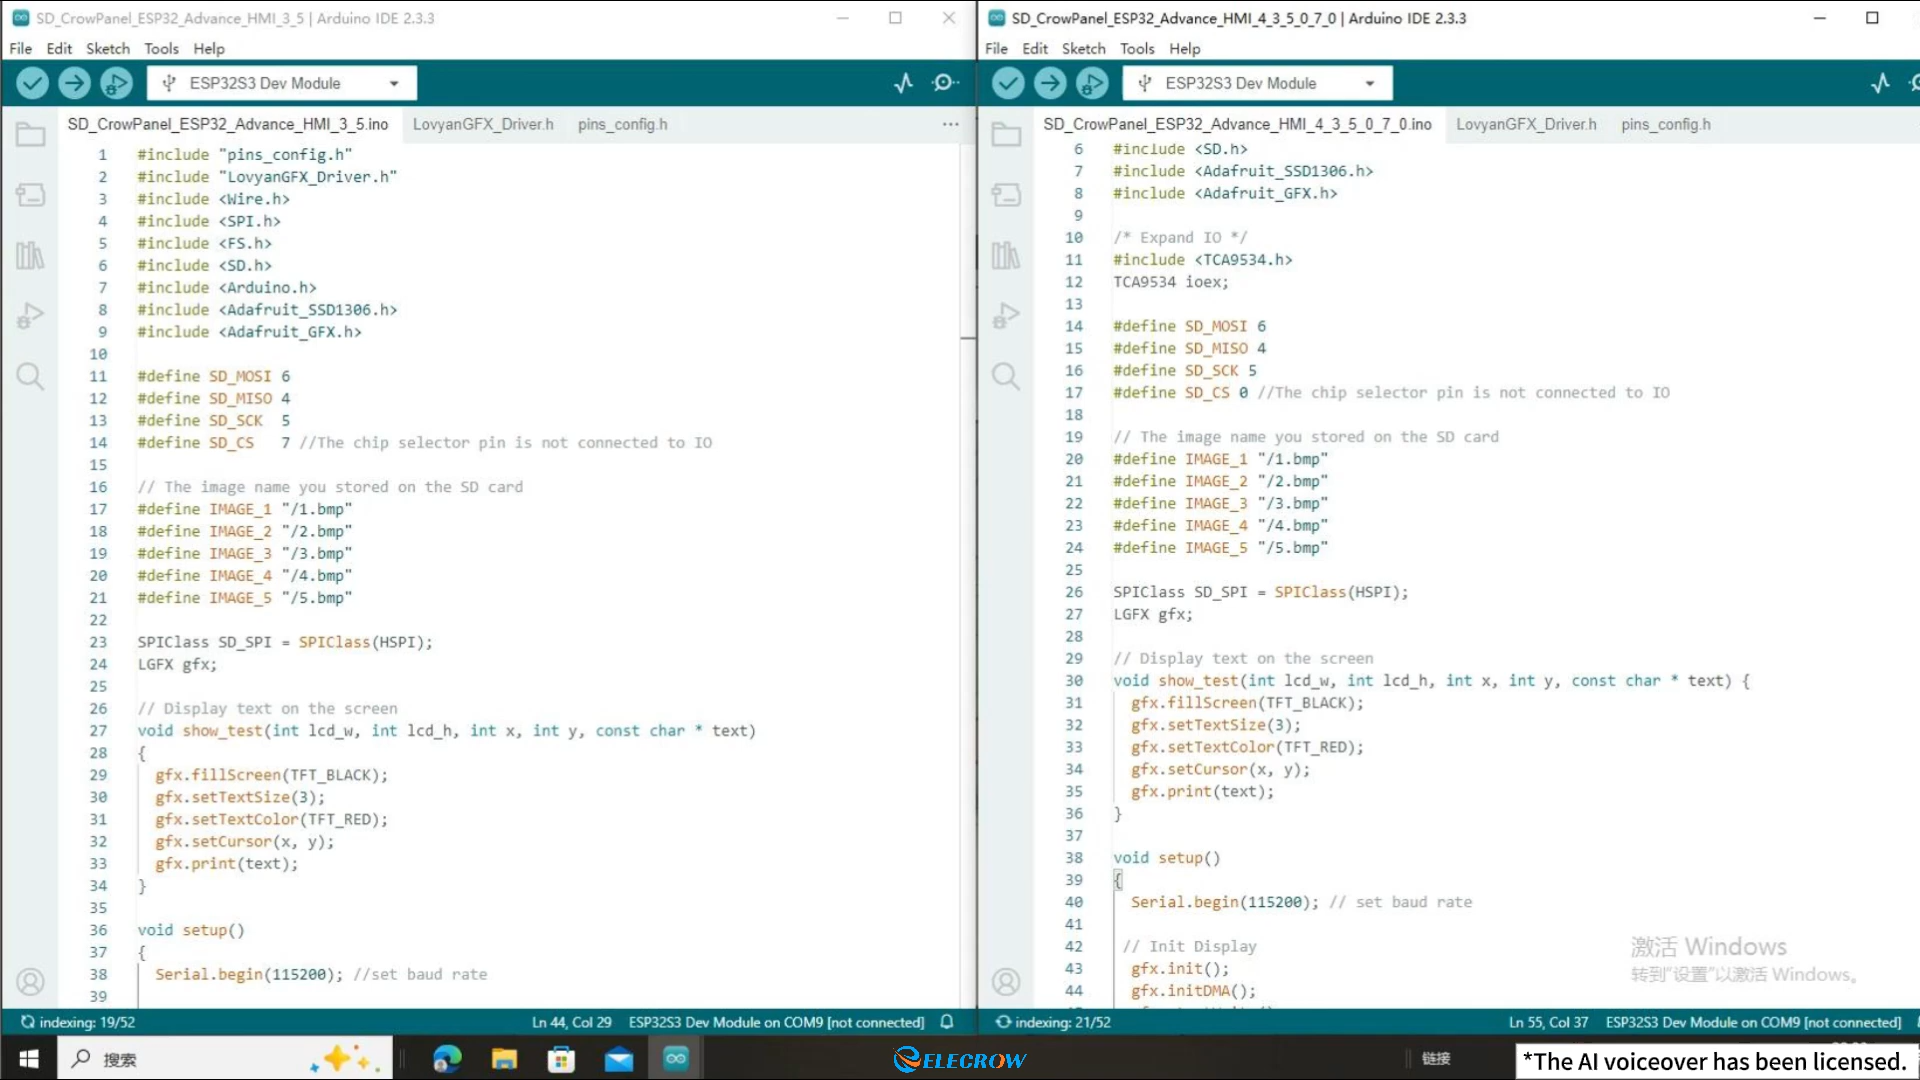 SD_CrowPanel_ESP32_Advance_HMI_3_5 | Arduino IDE 2.3.3
File Edit Sketch Tools Help
ESP32S3 Dev Module
SD_CrowPanel_ESP32_Advance_HMI_3_5.ino LovyanGFX_Driver.h pins_config.h ···
1 #include "pins_config.h"
2 #include "LovyanGFX_Driver.h"
3 #include <Wire.h>
4 #include <SPI.h>
5 #include <FS.h>
6 #include <SD.h>
7 #include <Arduino.h>
8 #include <Adafruit_SSD1306.h>
9 #include <Adafruit_GFX.h>
10
11 #define SD_MOSI 6
12 #define SD_MISO 4
13 #define SD_SCK  5
14 #define SD_CS   7 //The chip selector pin is not connected to IO
15
16 // The image name you stored on the SD card
17 #define IMAGE_1 "/1.bmp"
18 #define IMAGE_2 "/2.bmp"
19 #define IMAGE_3 "/3.bmp"
20 #define IMAGE_4 "/4.bmp"
21 #define IMAGE_5 "/5.bmp"
22
23 SPIClass SD_SPI = SPIClass(HSPI);
24 LGFX gfx;
25
26 // Display text on the screen
27 void show_test(int lcd_w, int lcd_h, int x, int y, const char * text)
28 {
29   gfx.fillScreen(TFT_BLACK);
30   gfx.setTextSize(3);
31   gfx.setTextColor(TFT_RED);
32   gfx.setCursor(x, y);
33   gfx.print(text);
34 }
35
36 void setup()
37 {
38   Serial.begin(115200); //set baud rate
39
indexing: 19/52 Ln 44, Col 29 ESP32S3 Dev Module on COM9 [not connected]
SD_CrowPanel_ESP32_Advance_HMI_4_3_5_0_7_0 | Arduino IDE 2.3.3
File Edit Sketch Tools Help
ESP32S3 Dev Module
SD_CrowPanel_ESP32_Advance_HMI_4_3_5_0_7_0.ino LovyanGFX_Driver.h pins_config.h
6 #include <SD.h>
7 #include <Adafruit_SSD1306.h>
8 #include <Adafruit_GFX.h>
9
10 /* Expand IO */
11 #include <TCA9534.h>
12 TCA9534 ioex;
13
14 #define SD_MOSI 6
15 #define SD_MISO 4
16 #define SD_SCK 5
17 #define SD_CS 0 //The chip selector pin is not connected to IO
18
19 // The image name you stored on the SD card
20 #define IMAGE_1 "/1.bmp"
21 #define IMAGE_2 "/2.bmp"
22 #define IMAGE_3 "/3.bmp"
23 #define IMAGE_4 "/4.bmp"
24 #define IMAGE_5 "/5.bmp"
25
26 SPIClass SD_SPI = SPIClass(HSPI);
27 LGFX gfx;
28
29 // Display text on the screen
30 void show_test(int lcd_w, int lcd_h, int x, int y, const char * text) {
31   gfx.fillScreen(TFT_BLACK);
32   gfx.setTextSize(3);
33   gfx.setTextColor(TFT_RED);
34   gfx.setCursor(x, y);
35   gfx.print(text);
36 }
37
38 void setup()
39 {
40   Serial.begin(115200); // set baud rate
41
42  // Init Display
43   gfx.init();
44   gfx.initDMA();
激活 Windows
转到"设置"以激活 Windows。
indexing: 21/52 Ln 55, Col 37 ESP32S3 Dev Module on COM9 [not connected]
搜索
ELECROW
链接
*The AI voiceover has been licensed.